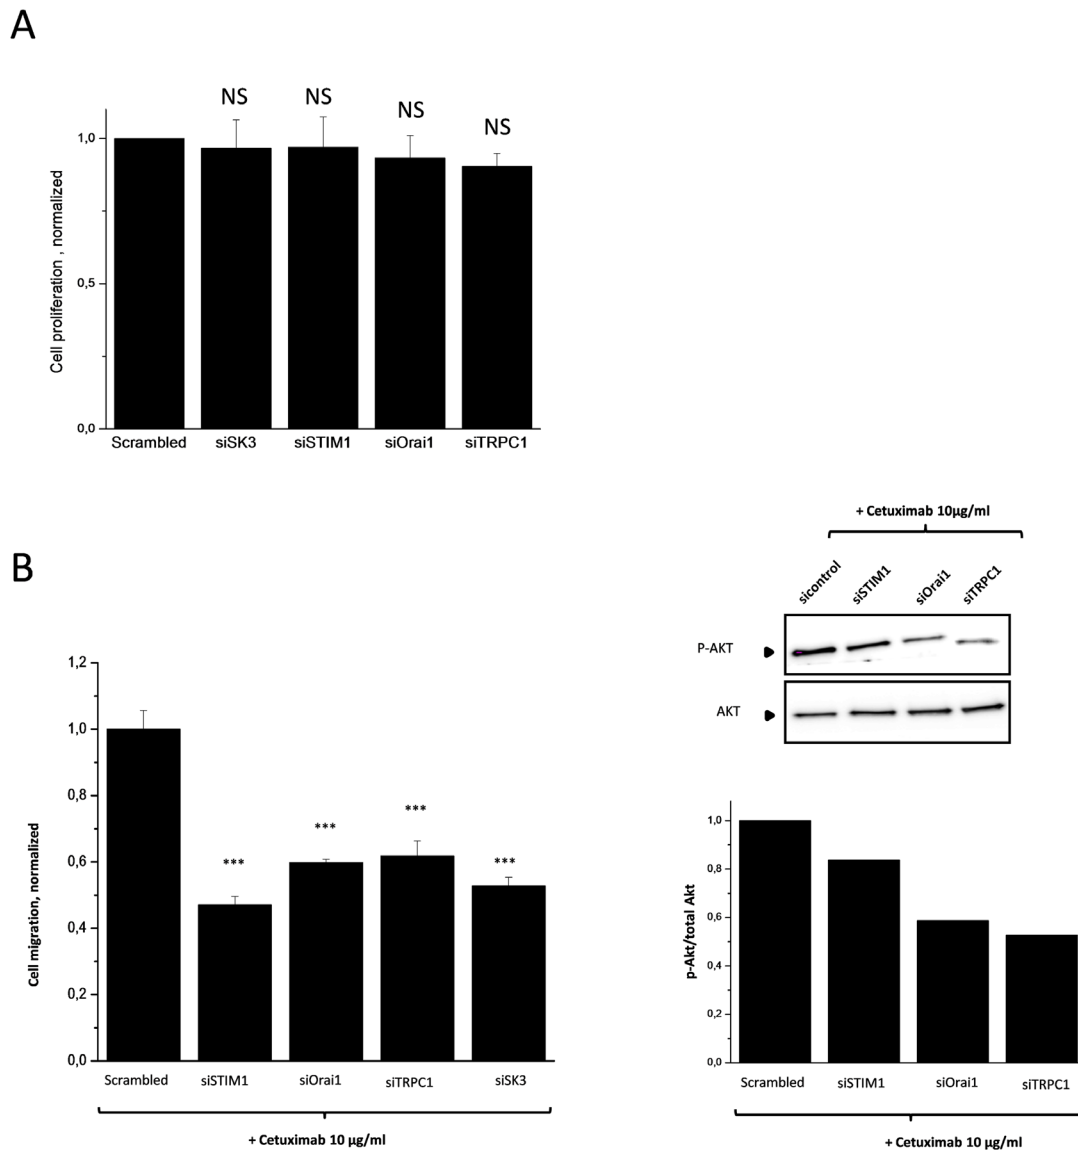 A
NS
NS
NS
NS
1,0
0,5
0,0
Cell proliferation , normalized
Scrambled siSK3 siSTIM1 siOrai1 siTRPC1
+ Cetuximab 10µg/ml
B
sicontrol siSTIM1 siOrai1 siTRPC1
P-AKT
AKT
1,2
1,0
0,8
0,6
0,4
0,2
0,0
Cell migration, normalized
***
***
***
***
Scrambled siSTIM1 siOrai1 siTRPC1 siSK3
+ Cetuximab 10 µg/ml
1,0
0,8
0,6
0,4
0,2
0,0
p-Akt/total Akt
Scrambled siSTIM1 siOrai1 siTRPC1
+ Cetuximab 10 µg/ml